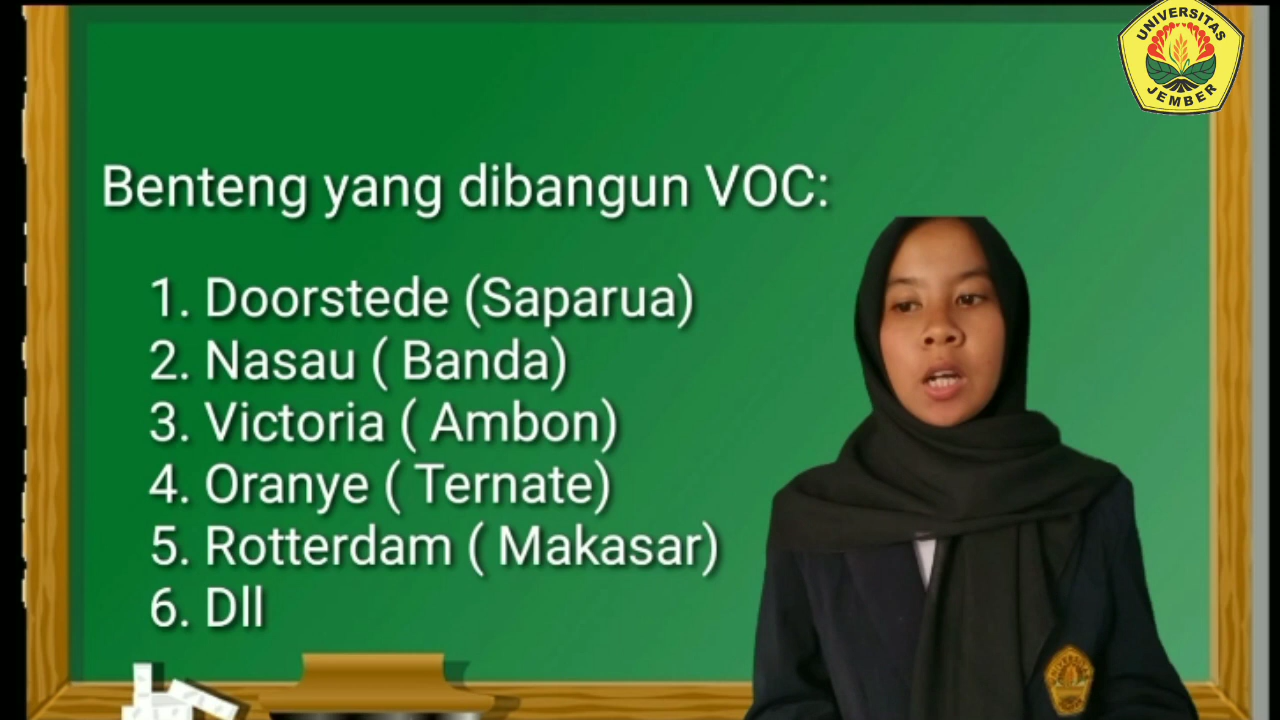 UNIVERSITAS
JEMBER
Benteng yang dibangun VOC:
1. Doorstede (Saparua)
2. Nasau ( Banda)
3. Victoria ( Ambon)
4. Oranye ( Ternate)
5. Rotterdam ( Makasar)
6. Dll